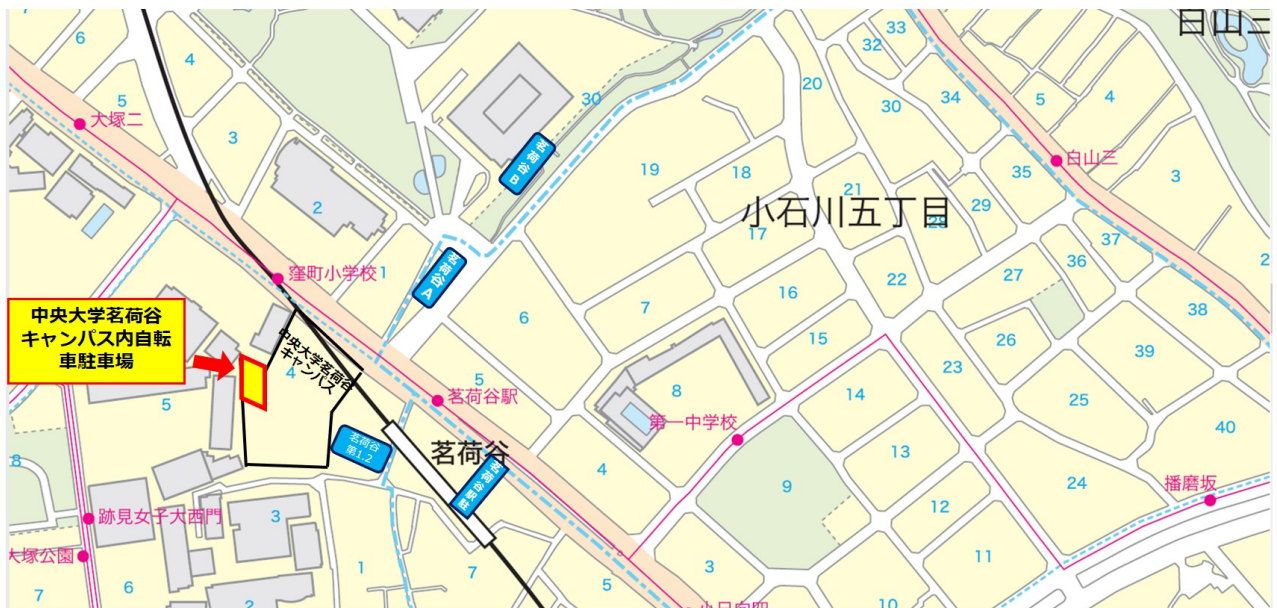 白山三
6
4
5
大塚二
3
2
30
茗荷谷B
19
18
20
32
33
30
34
5
4
白山三
3
35
21
29
28
小石川五丁目
17
37
36
2
窪町小学校
1
茗荷谷A
7
16
22
27
38
6
15
26
39
23
中央大学茗荷谷
キャンパス内自転
車駐車場
中央大学茗荷谷
キャンパス
4
5
5
茗荷谷駅
8
第一中学校
14
25
40
茗荷谷
第1.2
茗荷谷
茗荷谷駅駐
4
13
9
24
播磨坂
12
8
跡見女子大西門
3
大塚公園
11
7
6
2
1
7
5
3
10
小日向四